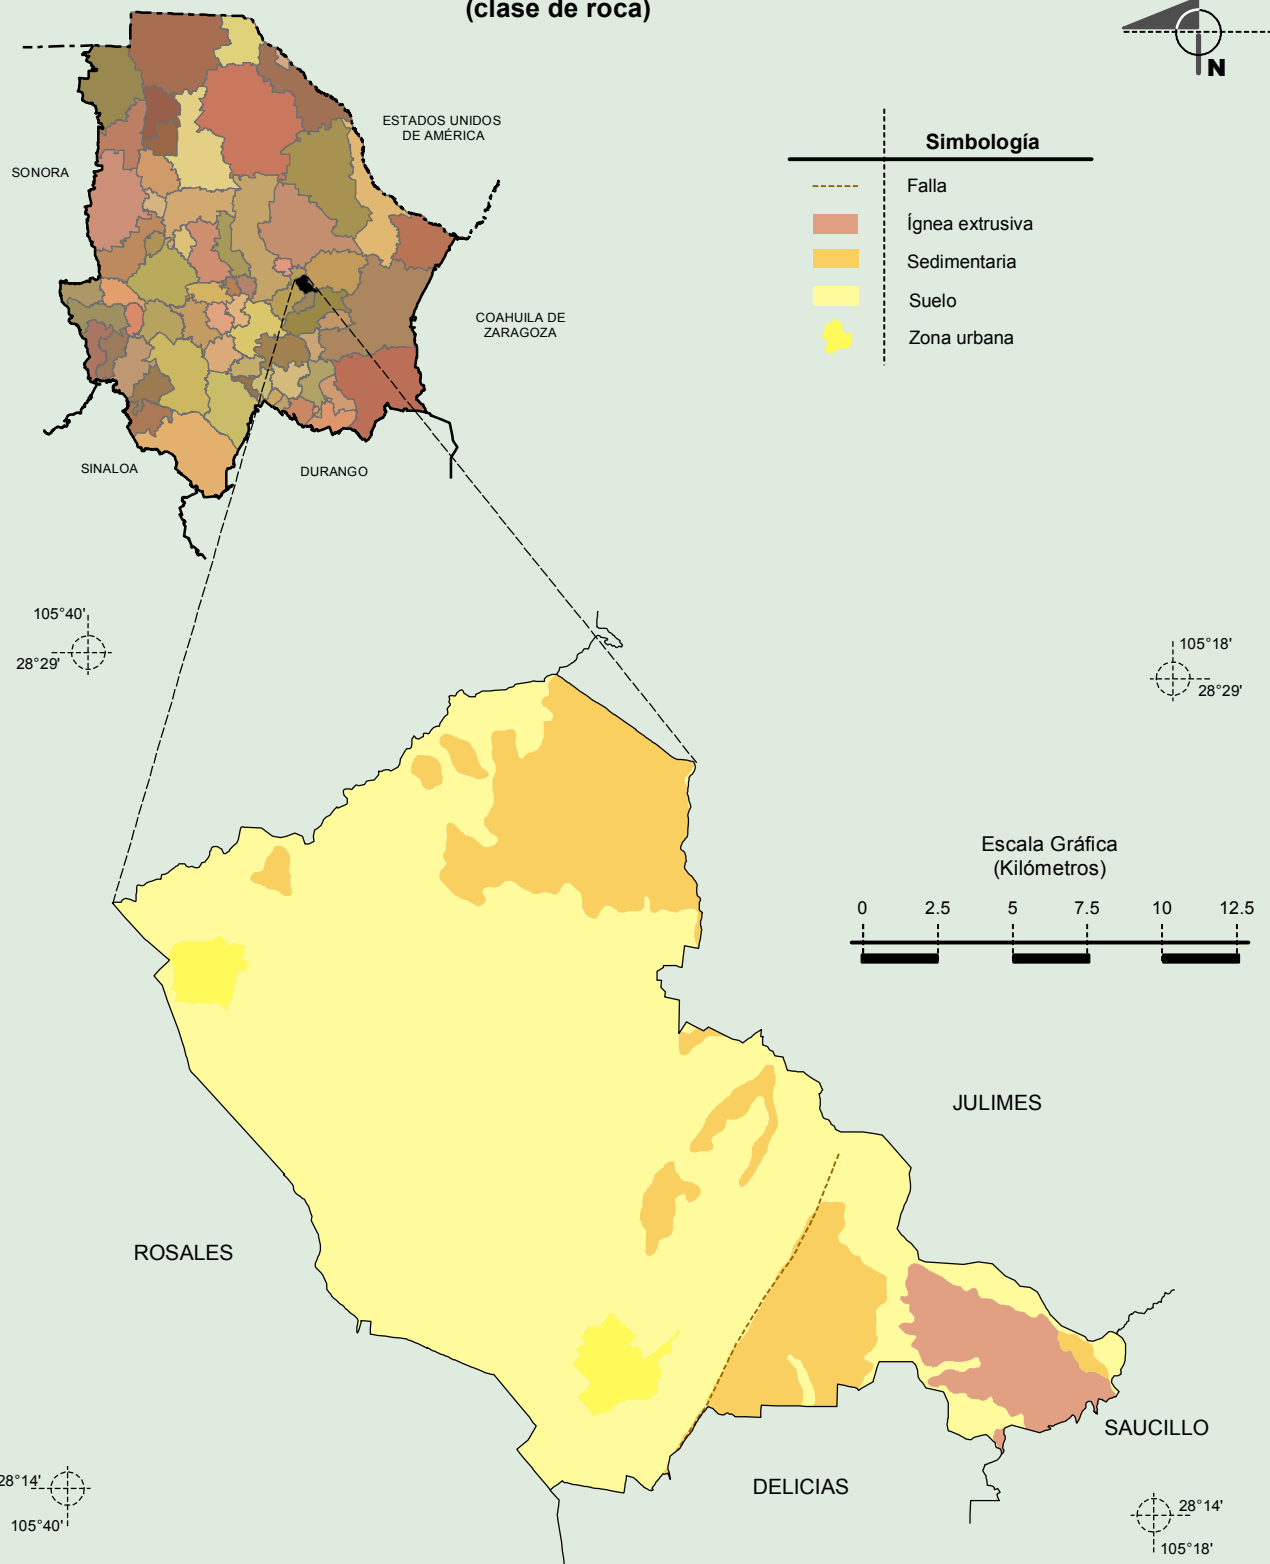 (clase de roca)
N
ESTADOS UNIDOS
DE AMÉRICA
SONORA
Simbología
Falla
Ígnea extrusiva
Sedimentaria
Suelo
Zona urbana
COAHUILA DE
ZARAGOZA
SINALOA
DURANGO
105°40'
28°29'
105°18'
28°29'
Escala Gráfica
(Kilómetros)
0 2.5 5 7.5 10 12.5
JULIMES
ROSALES
SAUCILLO
DELICIAS
28°14'
105°40'
28°14'
105°18'